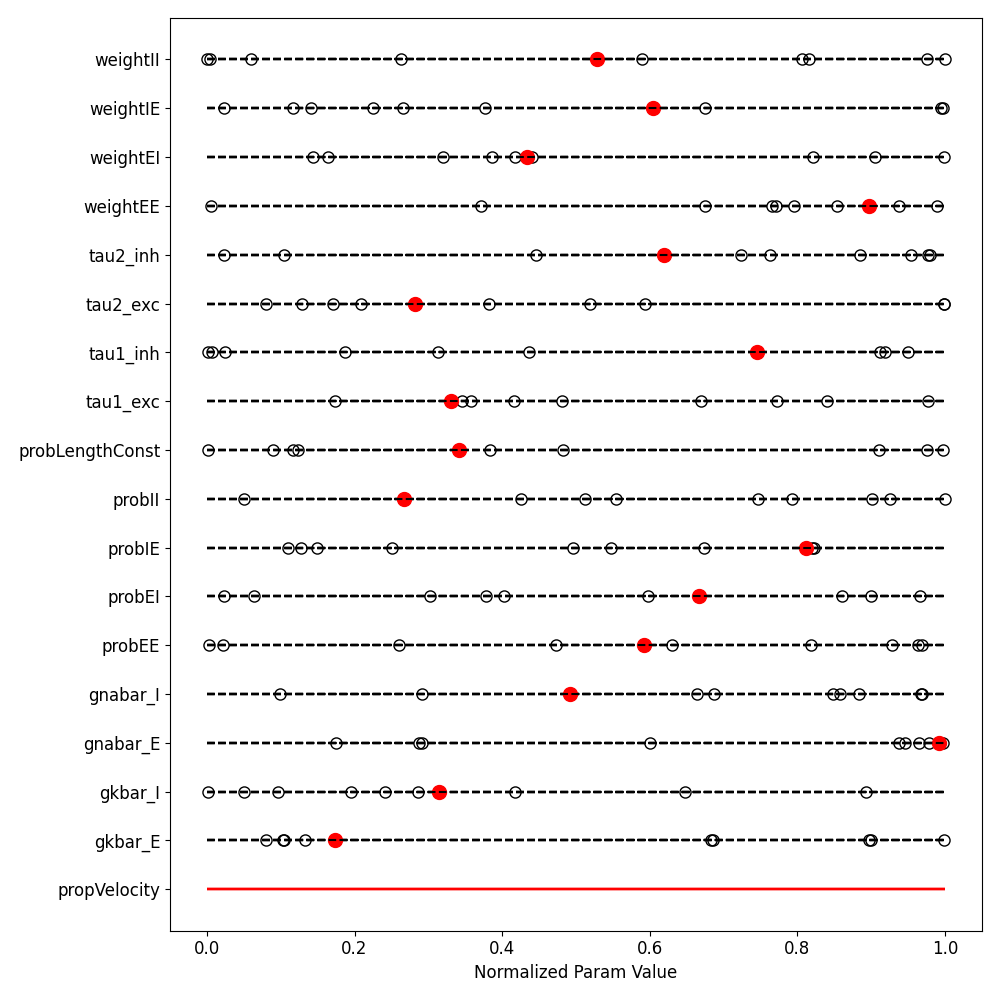 weightII
weightIE
weightEI
weightEE
tau2_inh
tau2_exc
tau1_inh
tau1_exc
probLengthConst
probII
probIE
probEI
probEE
gnabar_I
gnabar_E
gkbar_I
gkbar_E
propVelocity
0.0 0.2 0.4 0.6 0.8 1.0
Normalized Param Value